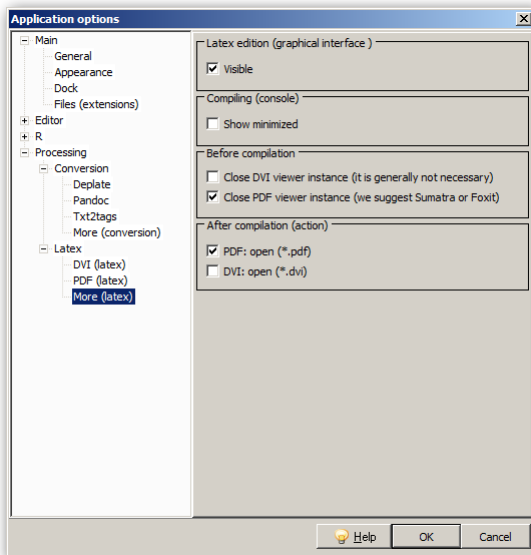 Application options
Main
General
Appearance
Dock
Files (extensions)
Editor
R
Processing
Conversion
Deplate
Pandoc
Txt2tags
More (conversion)
Latex
DVI (latex)
PDF (latex)
More (latex)
Latex edition (graphical interface )
Visible
Compiling (console)
Show minimized
Before compilation
Close DVI viewer instance (it is generally not necessary)
Close PDF viewer instance (we suggest Sumatra or Foxit)
After compilation (action)
PDF: open (*.pdf)
DVI: open (*.dvi)
Help
OK
Cancel